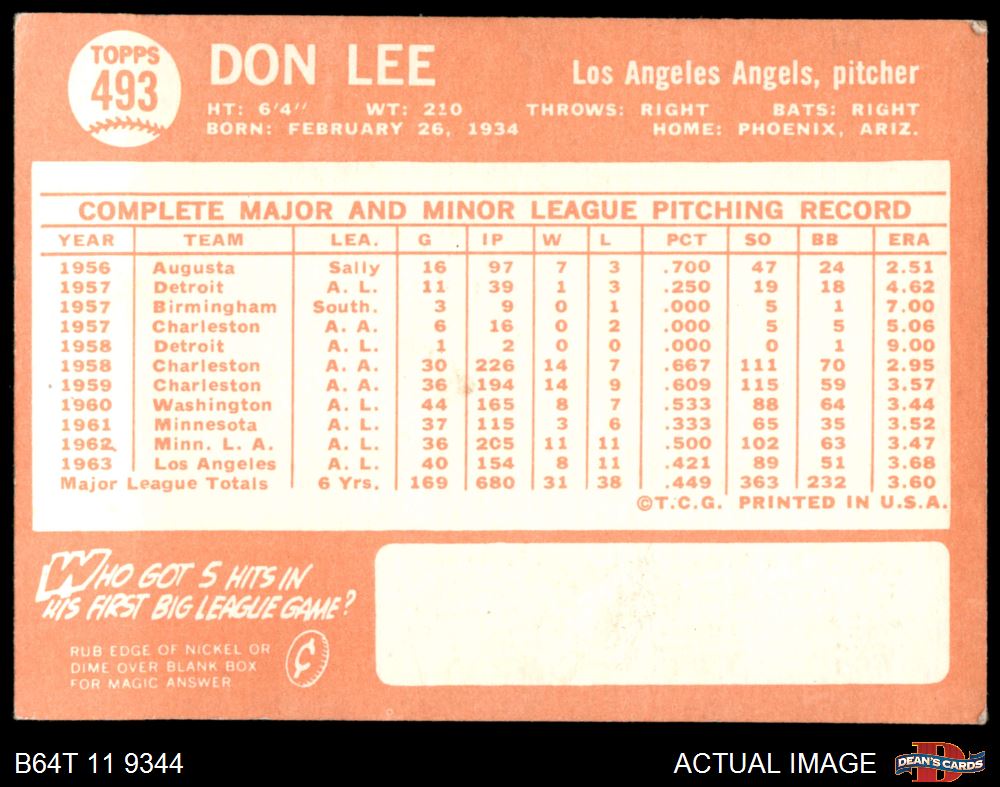 TOPPS
493
DON LEE
Los Angeles Angels, pitcher
HT: 6'4" WT: 210 THROWS: RIGHT BATS: RIGHT
BORN: FEBRUARY 26, 1934 HOME: PHOENIX, ARIZ.
COMPLETE MAJOR AND MINOR LEAGUE PITCHING RECORD
YEAR TEAM LEA. G IP W L PCT SO BB ERA
1956 Augusta Sally 16 97 7 3 .700 47 24 2.51
1957 Detroit A. L. 11 39 1 3 .250 19 18 4.62
1957 Birmingham South. 3 9 0 1 .000 5 1 7.00
1957 Charleston A. A. 6 16 0 2 .000 5 5 5.06
1958 Detroit A. L. 1 2 0 0 .000 0 1 9.00
1958 Charleston A. A. 30 226 14 7 .667 111 70 2.95
1959 Charleston A. A. 36 194 14 9 .609 115 59 3.57
1960 Washington A. L. 44 165 8 7 .533 88 64 3.44
1961 Minnesota A. L. 37 115 3 6 .333 65 35 3.52
1962 Minn. L. A. A. L. 36 205 11 11 .500 102 63 3.47
1963 Los Angeles A. L. 40 154 8 11 .421 89 51 3.68
Major League Totals 6 Yrs. 169 680 31 38 .449 363 232 3.60
©T.C.G. PRINTED IN U.S.A.
WHO GOT 5 HITS IN
HIS FIRST BIG LEAGUE GAME?
RUB EDGE OF NICKEL OR
DIME OVER BLANK BOX
FOR MAGIC ANSWER
¢
B64T 11 9344
ACTUAL IMAGE
DEAN'S CARDS